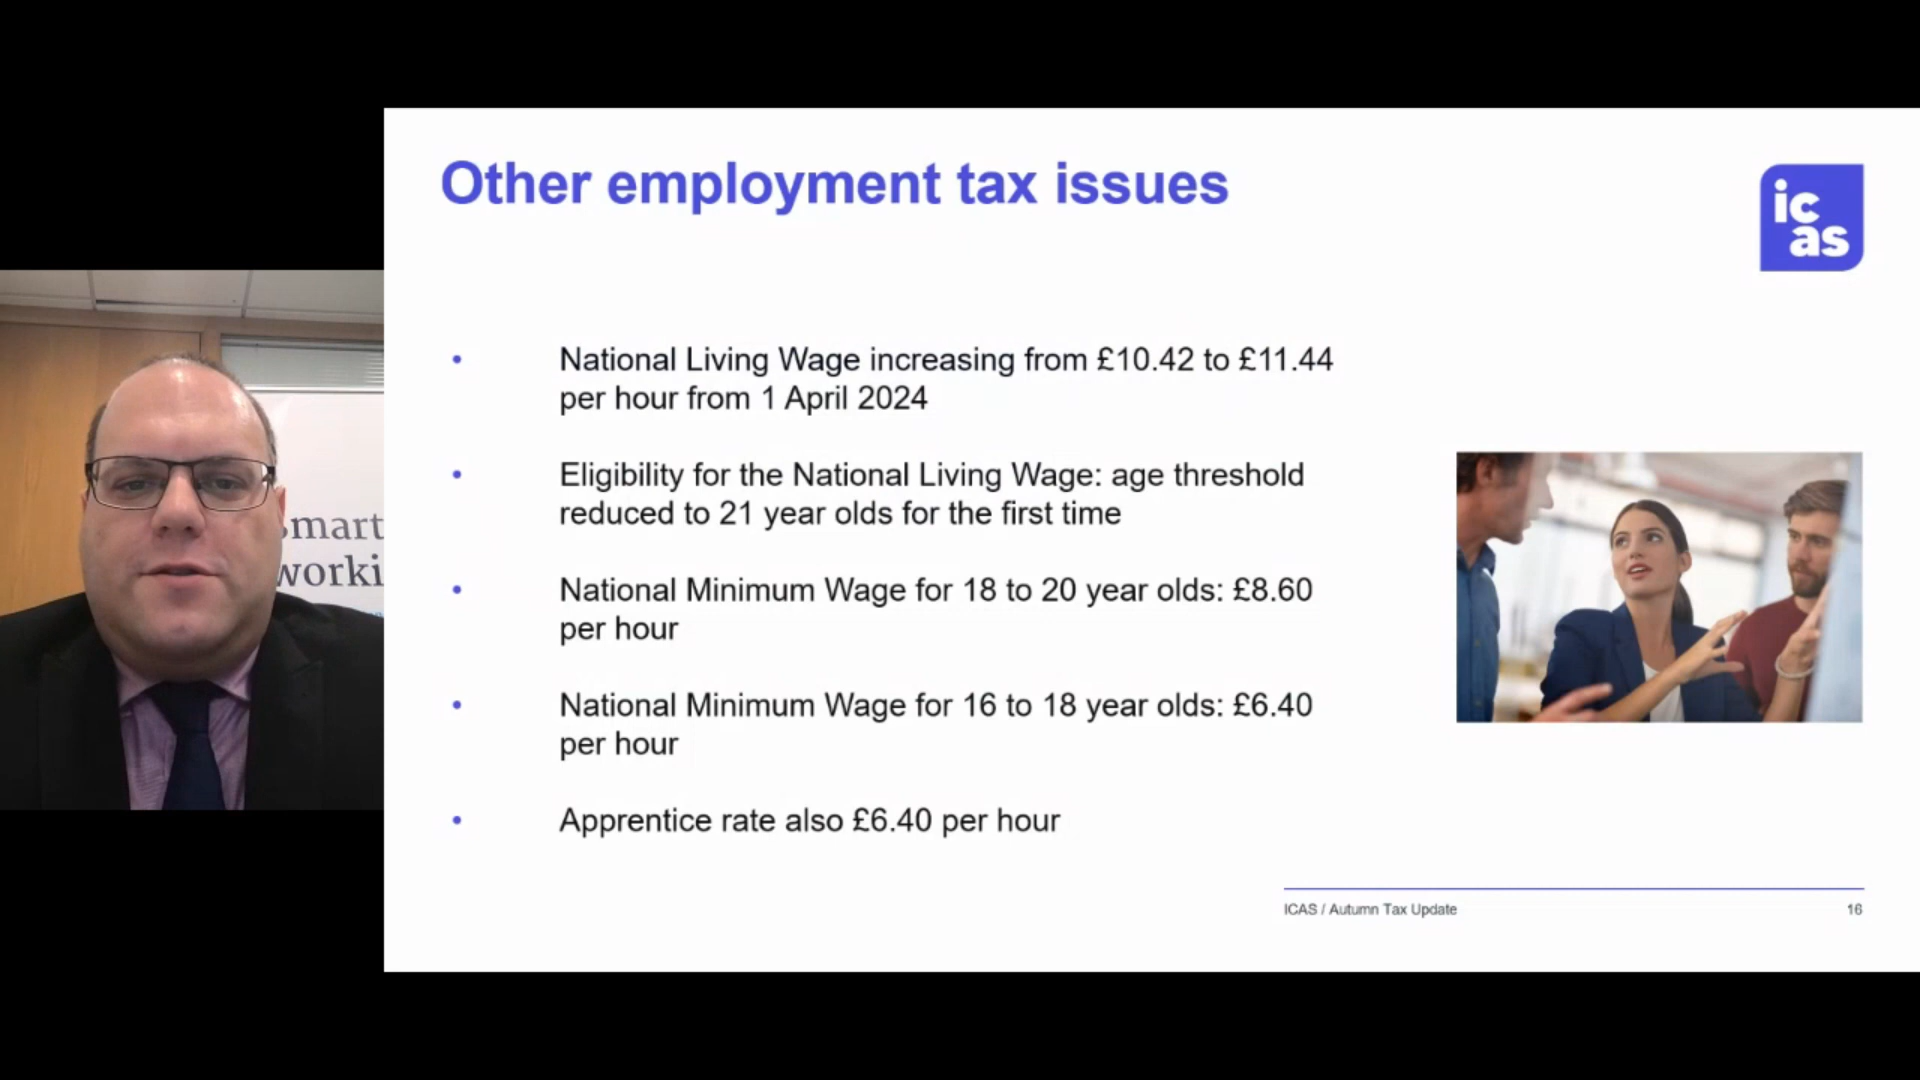 Other employment tax issues
ic
as
• National Living Wage increasing from £10.42 to £11.44
per hour from 1 April 2024
• Eligibility for the National Living Wage: age threshold
reduced to 21 year olds for the first time
• National Minimum Wage for 18 to 20 year olds: £8.60
per hour
• National Minimum Wage for 16 to 18 year olds: £6.40
per hour
• Apprentice rate also £6.40 per hour
ICAS / Autumn Tax Update
16
smart
worki